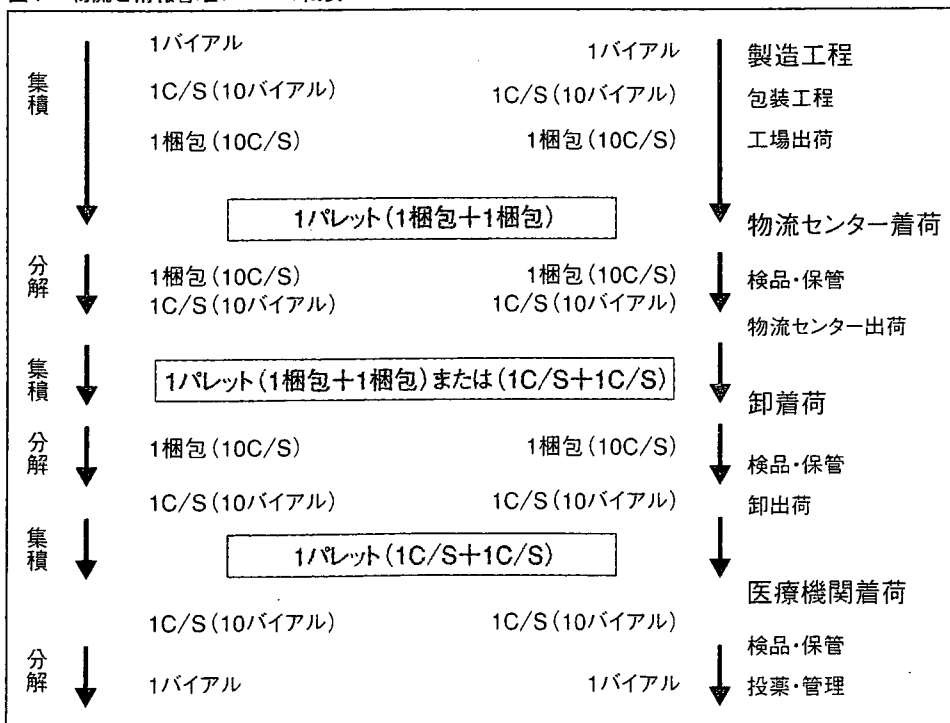 1バイアル 1バイアル 製造工程
集積 1C/S(10バイアル) 1C/S(10バイアル) 包装工程
1梱包(10C/S) 1梱包(10C/S) 工場出荷
1パレット(1梱包+1梱包) 物流センター着荷
分解 1梱包(10C/S) 1梱包(10C/S) 検品・保管
1C/S(10バイアル) 1C/S(10バイアル)
物流センター出荷
集積 1パレット(1梱包+1梱包)または(1C/S+1C/S)
卸着荷
分解 1梱包(10C/S) 1梱包(10C/S) 検品・保管
1C/S(10バイアル) 1C/S(10バイアル) 卸出荷
集積 1パレット(1C/S+1C/S)
医療機関着荷
1C/S(10バイアル) 1C/S(10バイアル)
検品・保管
分解 1バイアル 1バイアル 投薬・管理